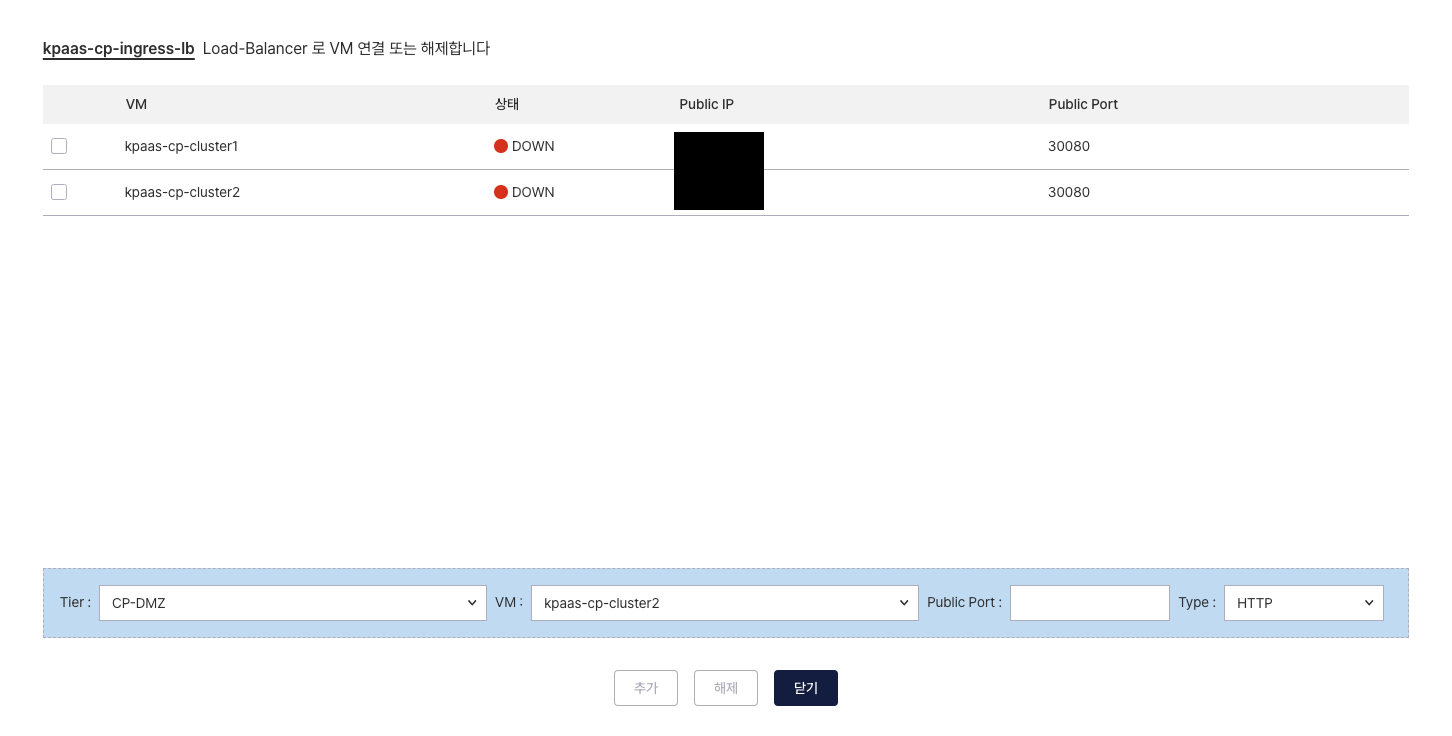 kpaas-cp-ingress-lb Load-Balancer 로 VM 연결 또는 해제합니다
VM 상태 Public IP Public Port
kpaas-cp-cluster1 DOWN 30080
kpaas-cp-cluster2 DOWN 30080
Tier : CP-DMZ VM : kpaas-cp-cluster2 Public Port : Type : HTTP
추가 해제 닫기